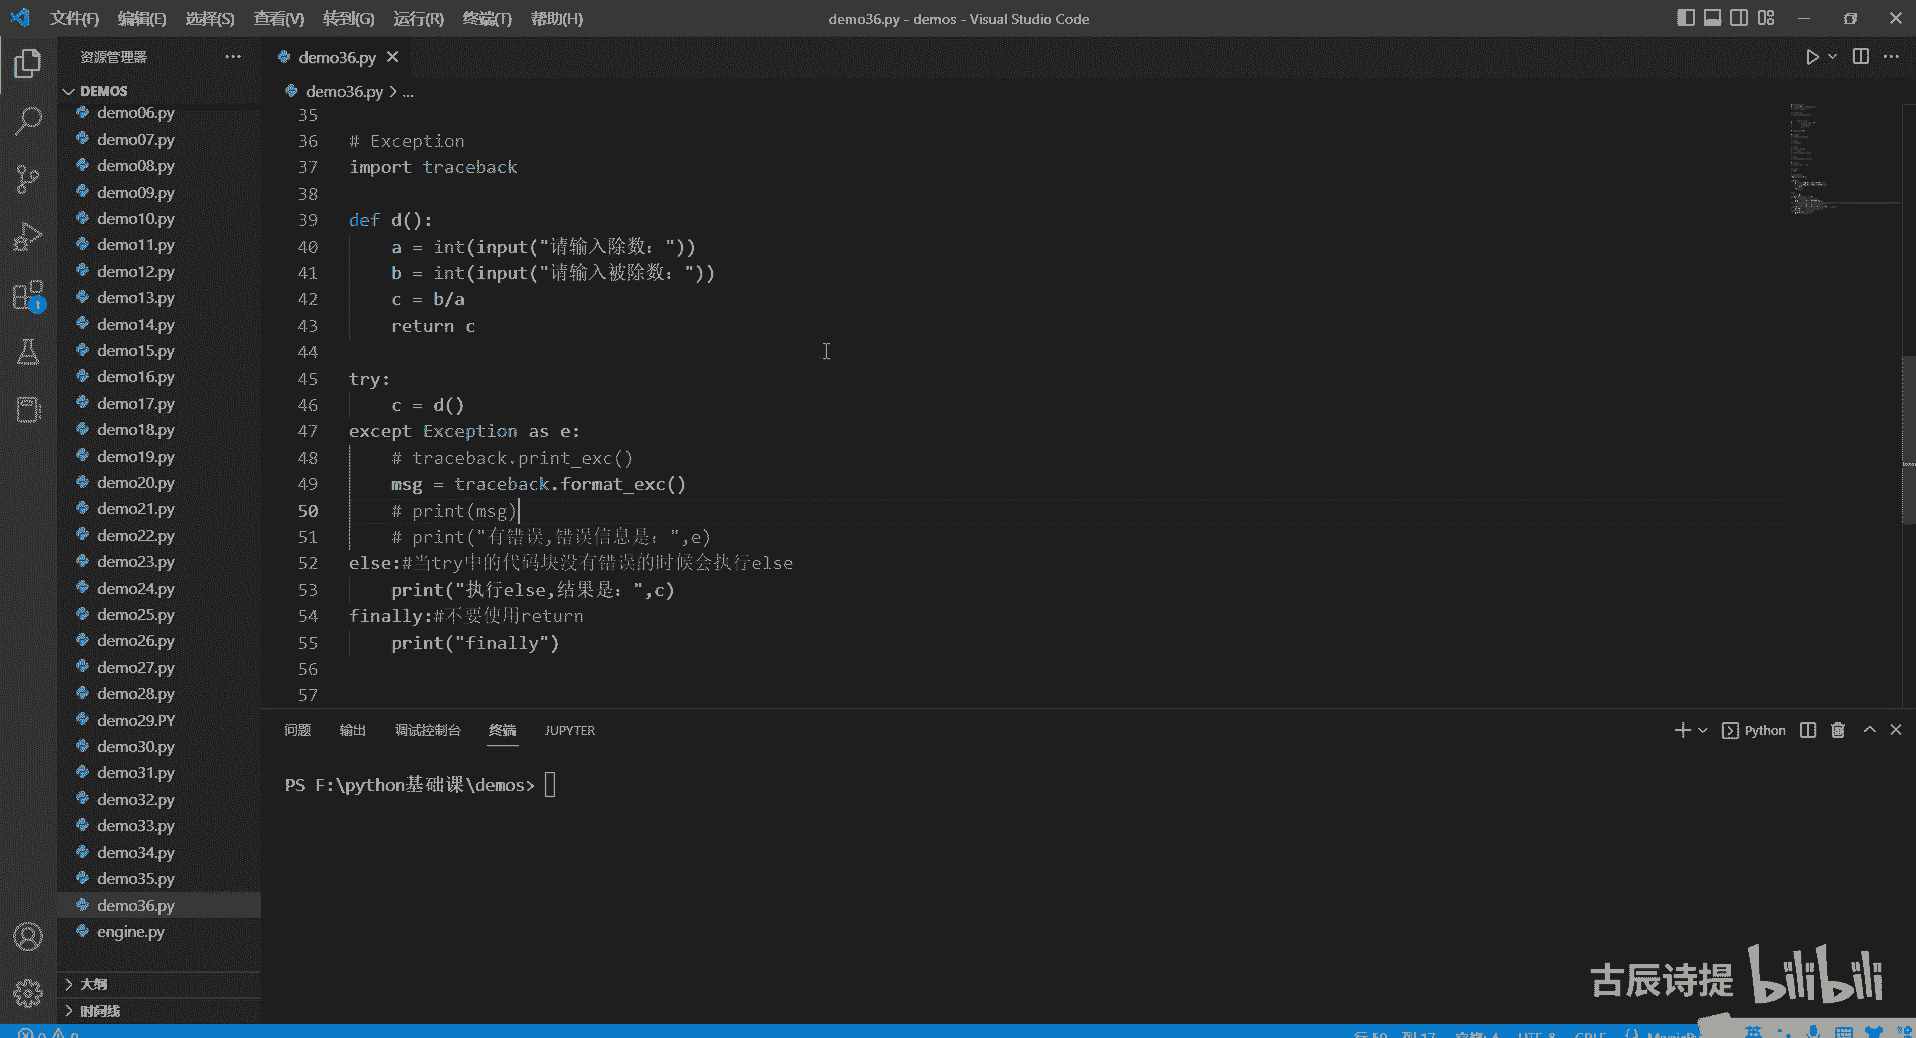 文件(F) 编辑(E) 选择(S) 查看(V) 转到(G) 运行(R) 终端(T) 帮助(H)
demo36.py - demos - Visual Studio Code
资源管理器
DEMOS
demo06.py
demo07.py
demo08.py
demo09.py
demo10.py
demo11.py
demo12.py
demo13.py
demo14.py
demo15.py
demo16.py
demo17.py
demo18.py
demo19.py
demo20.py
demo21.py
demo22.py
demo23.py
demo24.py
demo25.py
demo26.py
demo27.py
demo28.py
demo29.PY
demo30.py
demo31.py
demo32.py
demo33.py
demo34.py
demo35.py
demo36.py
engine.py
大纲
时间线
demo36.py
demo36.py > ...
35
36 # Exception
37 import traceback
38
39 def d():
40 a = int(input("请输入除数："))
41 b = int(input("请输入被除数："))
42 c = b/a
43 return c
44
45 try:
46 c = d()
47 except Exception as e:
48 # traceback.print_exc()
49 msg = traceback.format_exc()
50 # print(msg)
51 # print("有错误,错误信息是：",e)
52 else:#当try中的代码块没有错误的时候会执行else
53 print("执行else,结果是：",c)
54 finally:#不要使用return
55 print("finally")
56
57
问题 输出 调试控制台 终端 JUPYTER
Python
PS F:\python基础课\demos>
古辰诗提 bilibili
1
英